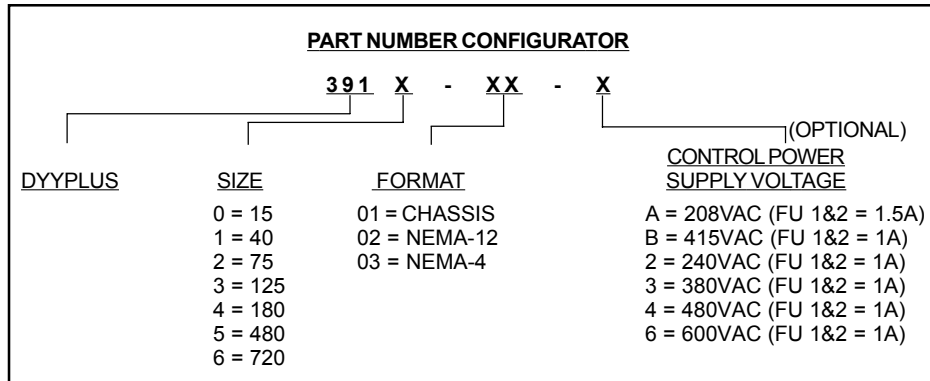 PART NUMBER CONFIGURATOR
391 X - XX - X
(OPTIONAL)
DYYPLUS
SIZE
0 = 15
1 = 40
2 = 75
3 = 125
4 = 180
5 = 480
6 = 720
FORMAT
01 = CHASSIS
02 = NEMA-12
03 = NEMA-4
CONTROL POWER
SUPPLY VOLTAGE
A = 208VAC (FU 1&2 = 1.5A)
B = 415VAC (FU 1&2 = 1A)
2 = 240VAC (FU 1&2 = 1A)
3 = 380VAC (FU 1&2 = 1A)
4 = 480VAC (FU 1&2 = 1A)
6 = 600VAC (FU 1&2 = 1A)